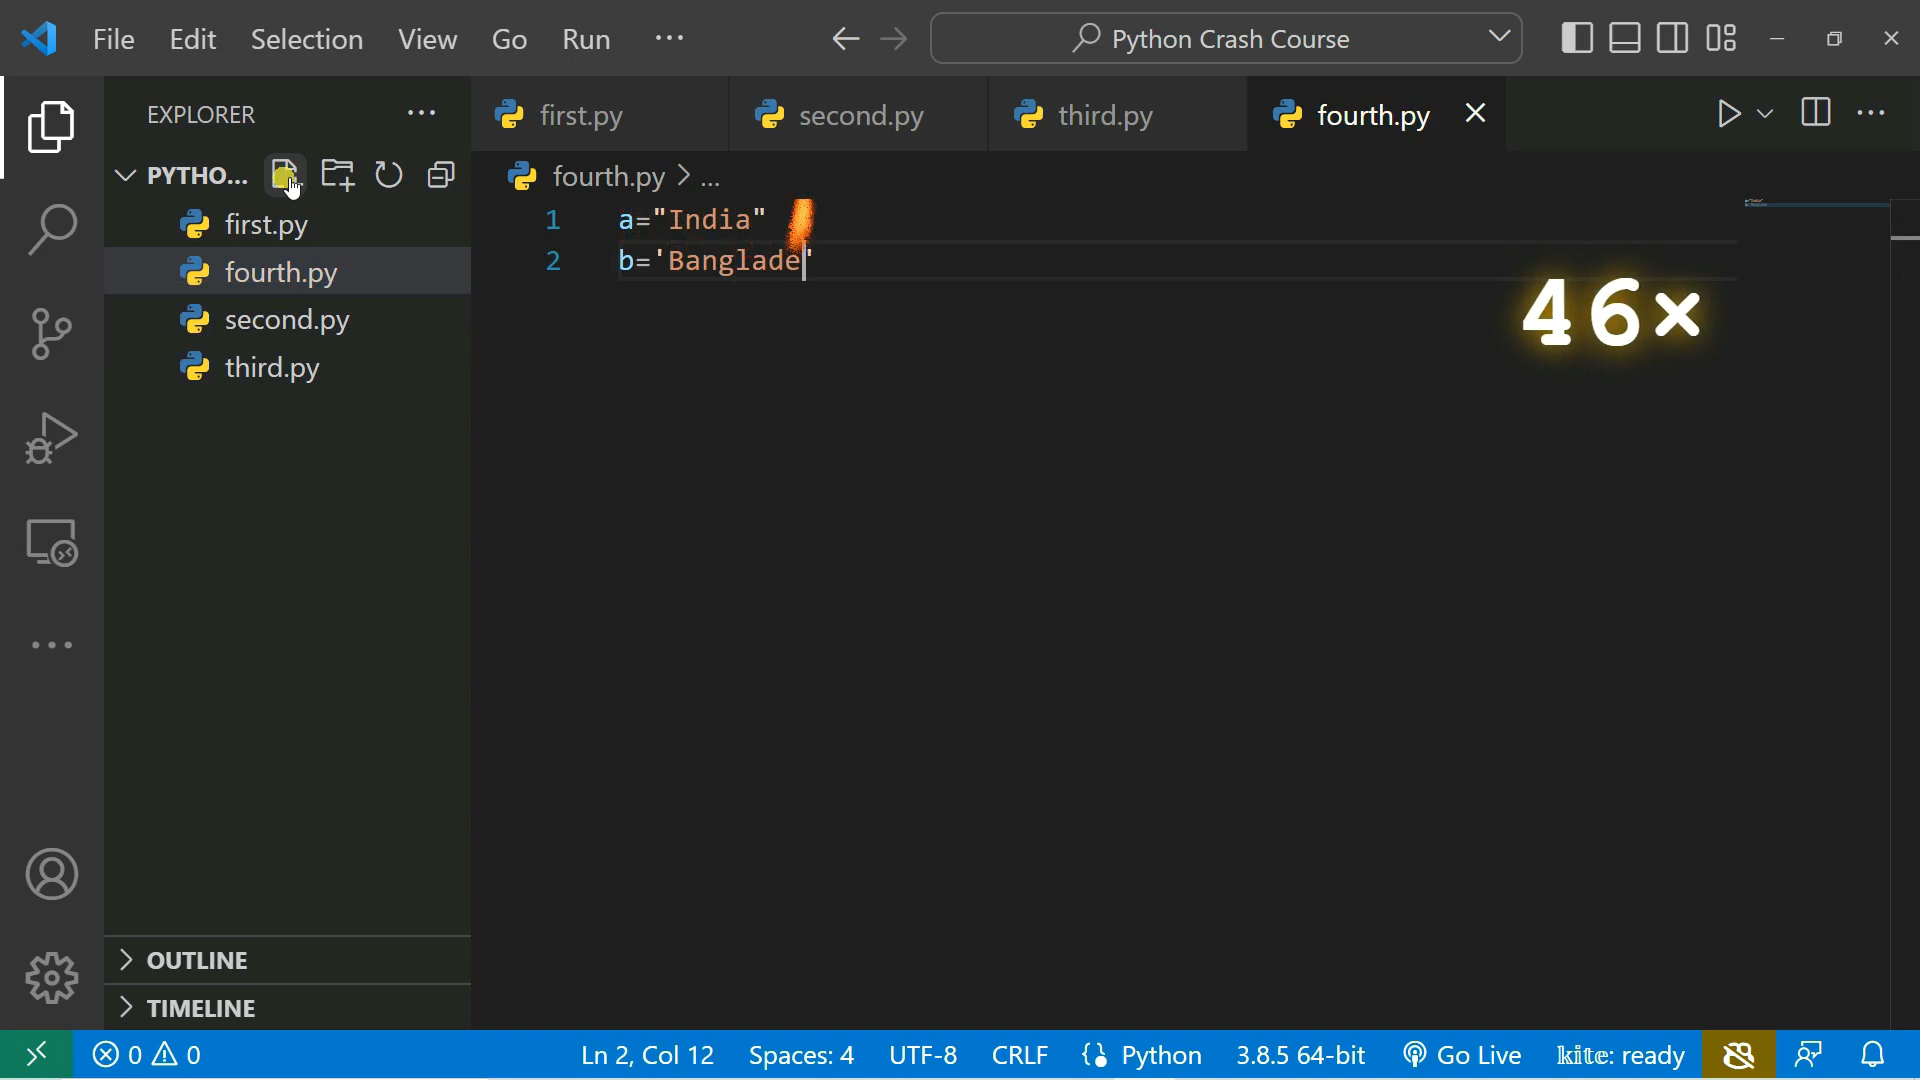 File Edit Selection View Go Run ··· Python Crash Course
EXPLORER ···
first.py second.py third.py fourth.py ···
PYTHO...
fourth.py > ...
first.py
fourth.py
second.py
third.py
1 a="India"
2 b='Banglade'
46×
OUTLINE
TIMELINE
0 0 Ln 2, Col 12 Spaces: 4 UTF-8 CRLF Python 3.8.5 64-bit Go Live kite: ready